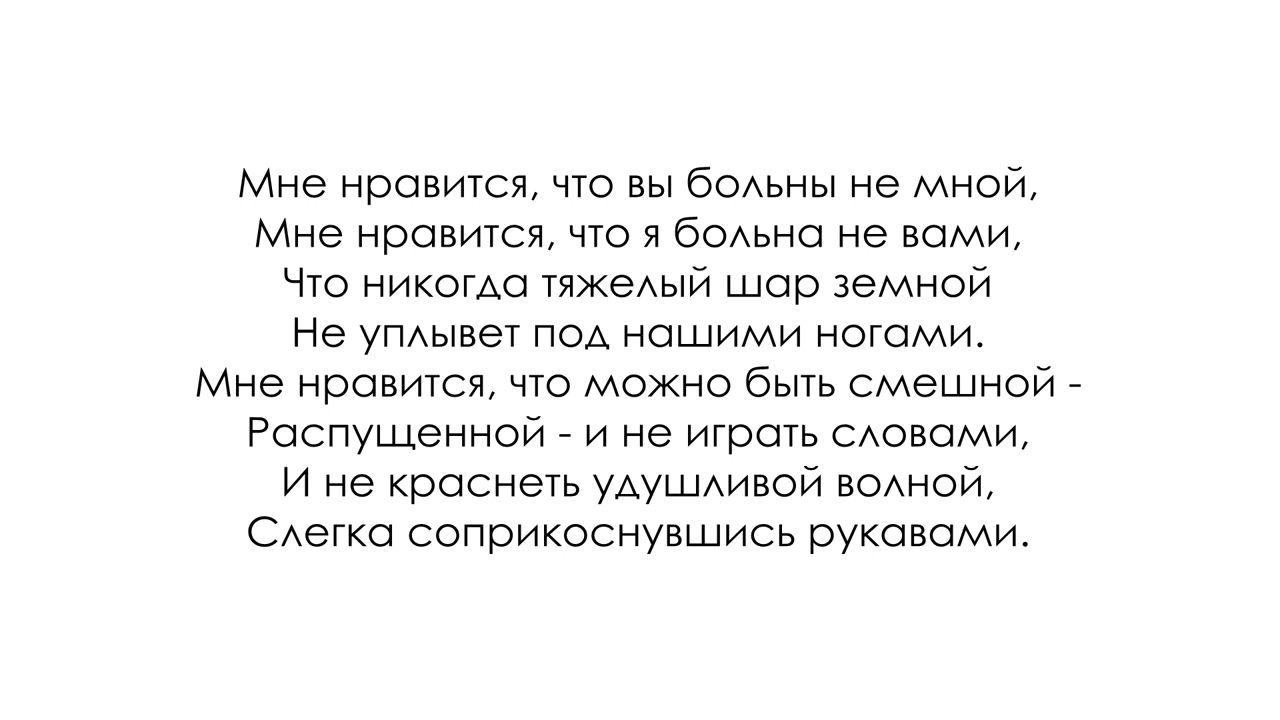 Мне нравится, что вы больны не мной,
Мне нравится, что я больна не вами,
Что никогда тяжелый шар земной
Не уплывет под нашими ногами.
Мне нравится, что можно быть смешной -
Распущенной - и не играть словами,
И не краснеть удушливой волной,
Слегка соприкоснувшись рукавами.